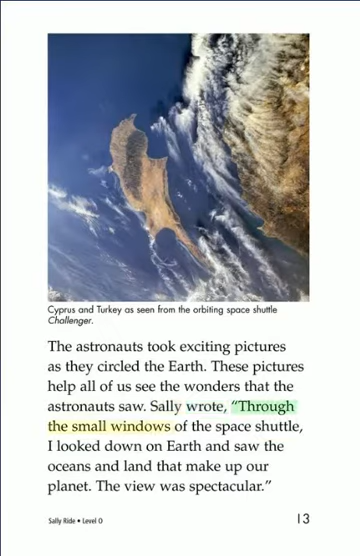 Cyprus and Turkey as seen from the orbiting space shuttle
Challenger.
The astronauts took exciting pictures
as they circled the Earth. These pictures
help all of us see the wonders that the
astronauts saw. Sally wrote, “Through
the small windows of the space shuttle,
I looked down on Earth and saw the
oceans and land that make up our
planet. The view was spectacular.”
Sally Ride • Level O
13